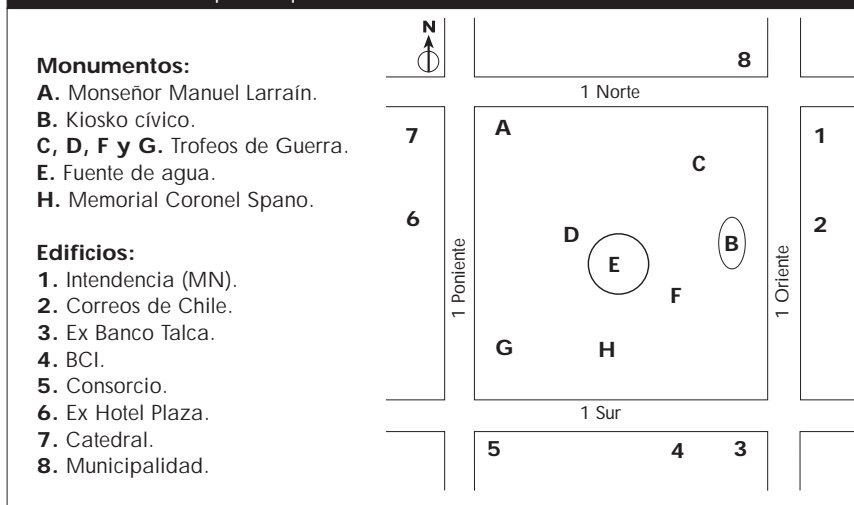 Monumentos:
A. Monseñor Manuel Larraín.
B. Kiosko cívico.
C, D, F y G. Trofeos de Guerra.
E. Fuente de agua.
H. Memorial Coronel Spano.
Edificios:
1. Intendencia (MN).
2. Correos de Chile.
3. Ex Banco Talca.
4. BCI.
5. Consorcio.
6. Ex Hotel Plaza.
7. Catedral.
8. Municipalidad.
N
8
1 Norte
7
A
1
C
6
2
D
B
E
1 Poniente
1 Oriente
F
G
H
1 Sur
5
4
3